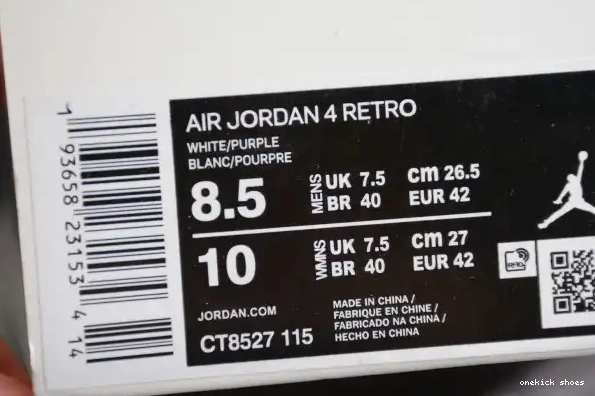 AIR JORDAN 4 RETRO
WHITE/PURPLE
BLANC/POURPRE
8.5 MENS UK 7.5 cm 26.5
BR 40 EUR 42
10 WMNS UK 7.5 cm 27
BR 40 EUR 42
JORDAN.COM
CT8527 115
MADE IN CHINA /
FABRIQUE EN CHINE /
FABRICADO NA CHINA /
HECHO EN CHINA
RFID
1 93658 23153 4 14
onekick shoes